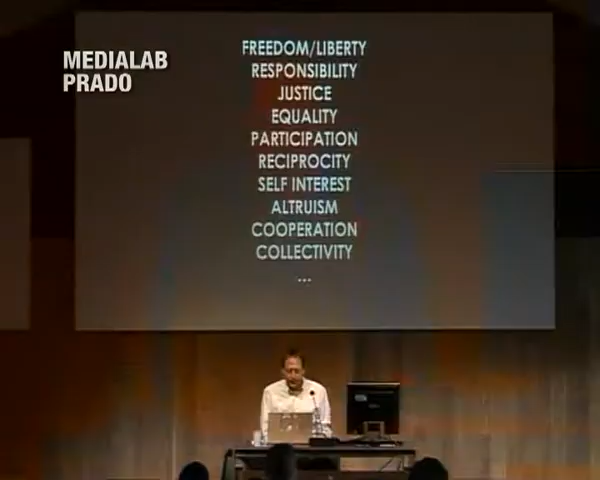 MEDIALAB
PRADO
FREEDOM/LIBERTY
RESPONSIBILITY
JUSTICE
EQUALITY
PARTICIPATION
RECIPROCITY
SELF INTEREST
ALTRUISM
COOPERATION
COLLECTIVITY
...